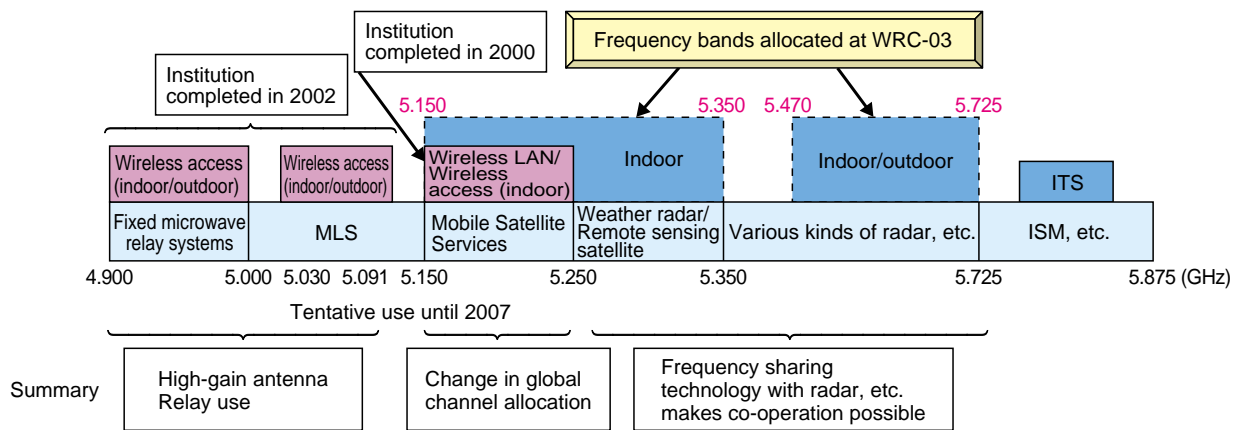 Institution
completed in 2000
Frequency bands allocated at WRC-03
Institution
completed in 2002
5.150
5.350
5.470
5.725
Wireless access
(indoor/outdoor)
Wireless access
(indoor/outdoor)
Wireless LAN/
Wireless
access (indoor)
Indoor
Indoor/outdoor
ITS
Fixed microwave
relay systems
MLS
Mobile Satellite
Services
Weather radar/
Remote sensing
satellite
Various kinds of radar, etc.
ISM, etc.
4.900
5.000
5.030
5.091
5.150
5.250
5.350
5.725
5.875 (GHz)
Tentative use until 2007
Summary
High-gain antenna
Relay use
Change in global
channel allocation
Frequency sharing
technology with radar, etc.
makes co-operation possible